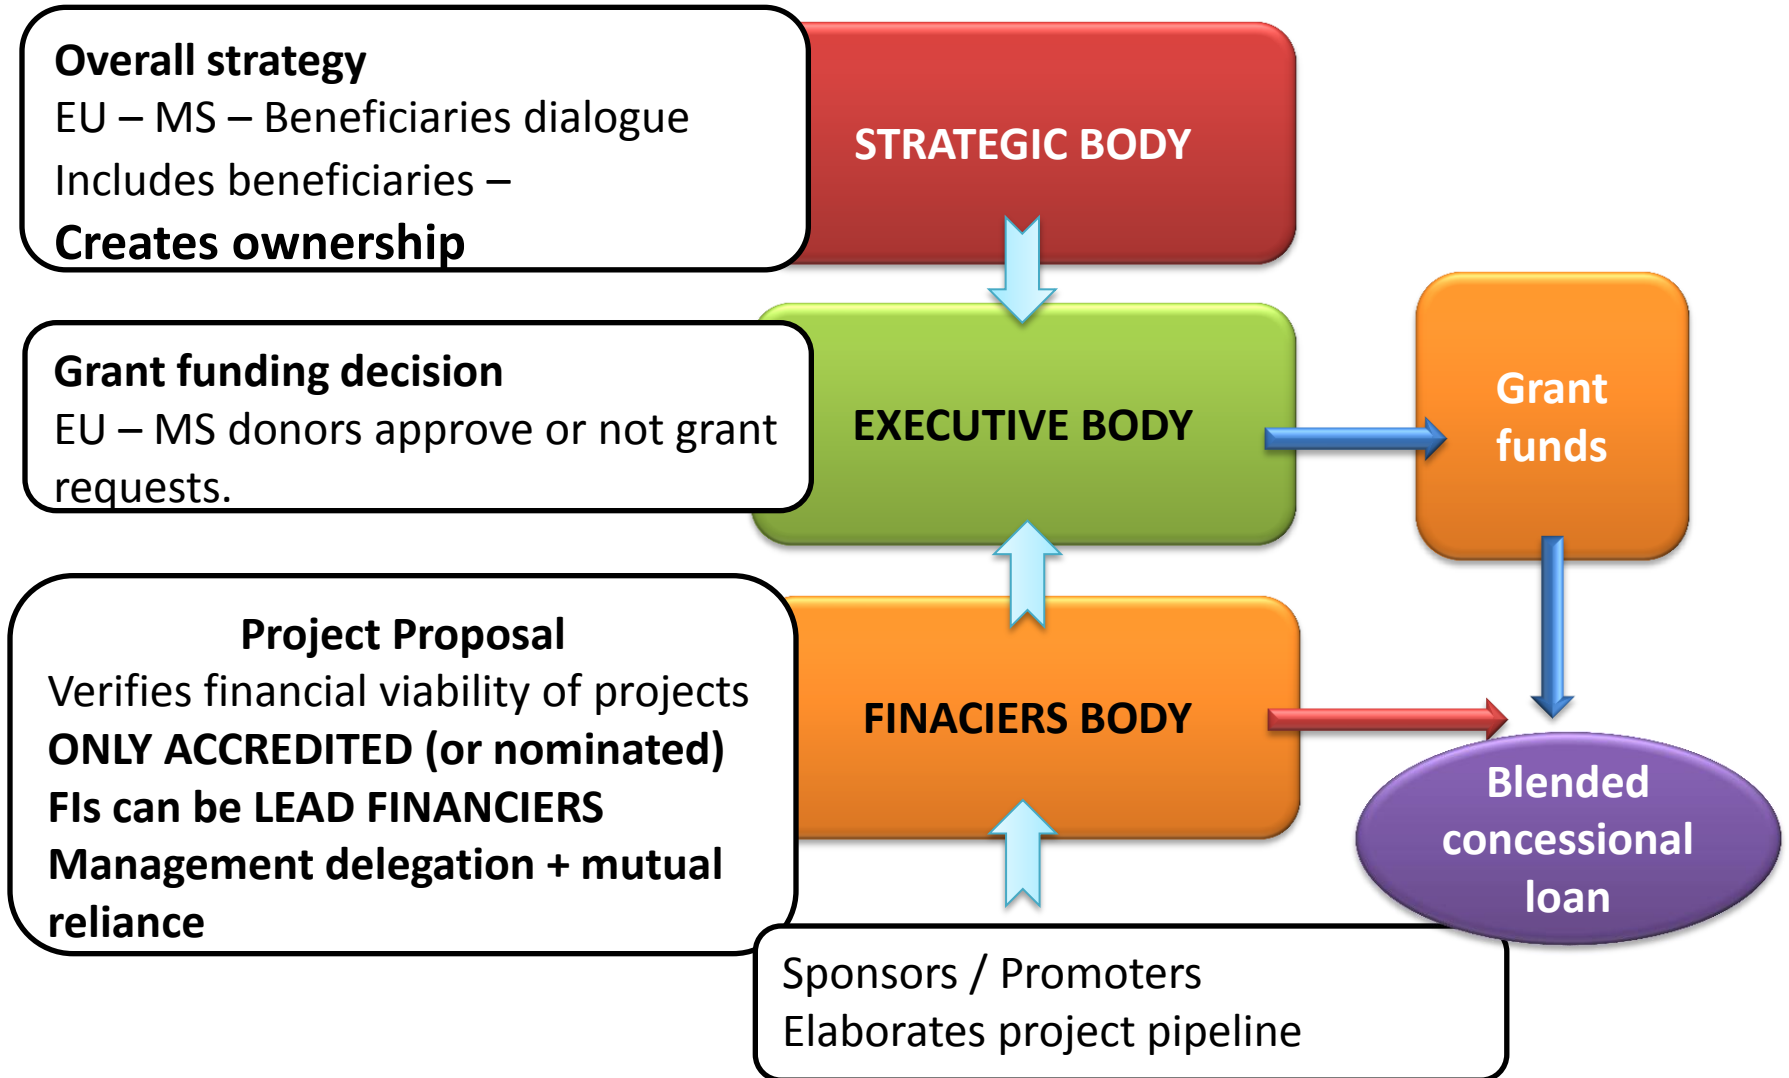 Overall strategy
EU – MS – Beneficiaries dialogue
Includes beneficiaries –
Creates ownership
STRATEGIC BODY
Grant funding decision
EU – MS donors approve or not grant
requests.
EXECUTIVE BODY
Grant
funds
Project Proposal
Verifies financial viability of projects
ONLY ACCREDITED (or nominated)
FIs can be LEAD FINANCIERS
Management delegation + mutual
reliance
FINACIERS BODY
Blended
concessional
loan
Sponsors / Promoters
Elaborates project pipeline